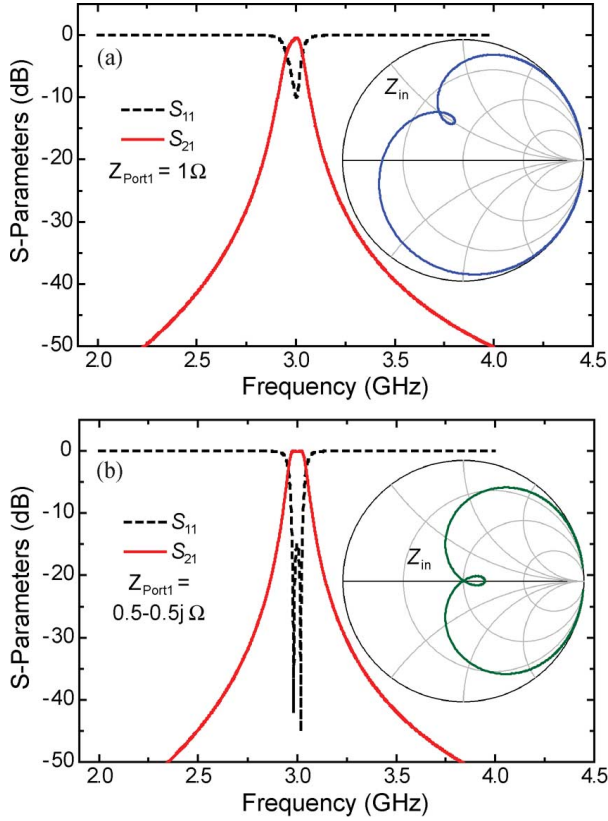 (a)
S-Parameters (dB)
0
-10
-20
-30
-40
-50
S11
S21
ZPort1 = 1Ω
Zin
2.0 2.5 3.0 3.5 4.0 4.5
Frequency (GHz)
(b)
S-Parameters (dB)
0
-10
-20
-30
-40
-50
S11
S21
ZPort1 =
0.5-0.5j Ω
Zin
2.0 2.5 3.0 3.5 4.0 4.5
Frequency (GHz)